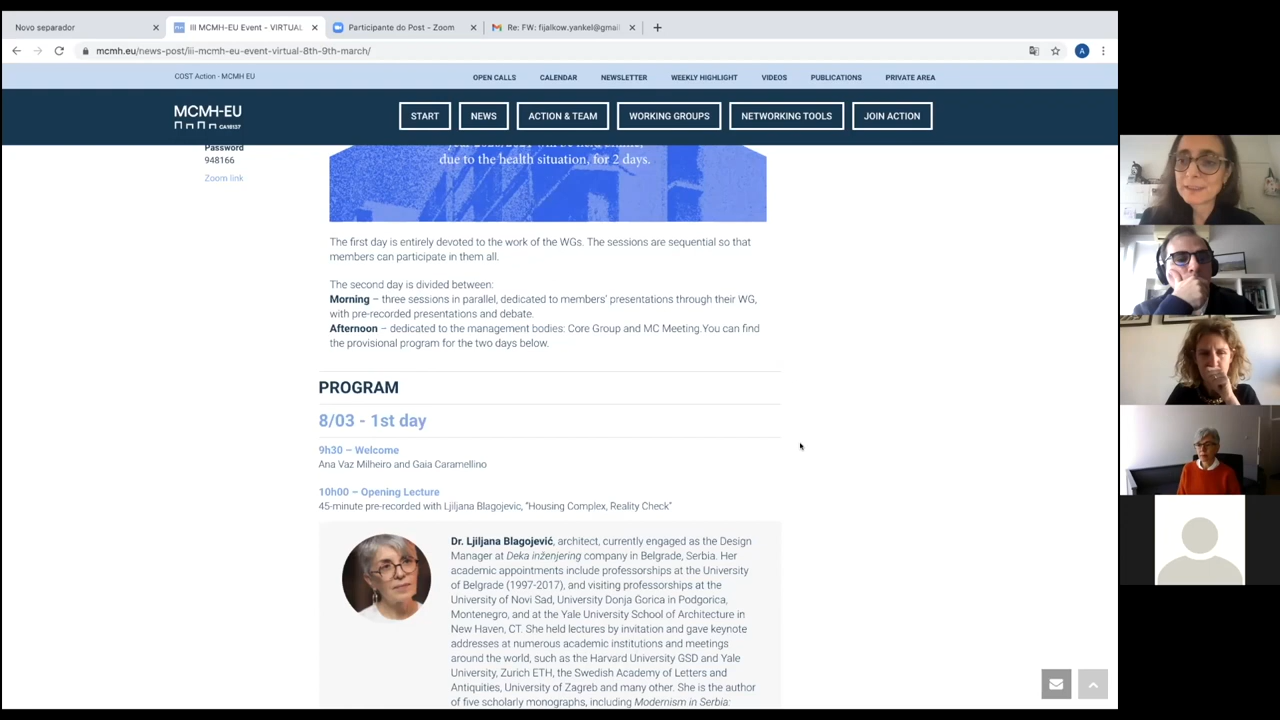 Novo separador
III MCMH-EU Event - VIRTUAL
Participante do Post - Zoom
Re: FW: fijalkow.yankel@gmai
mcmh.eu/news-post/iii-mcmh-eu-event-virtual-8th-9th-march/
A
COST Action - MCMH EU
OPEN CALLS
CALENDAR
NEWSLETTER
WEEKLY HIGHLIGHT
VIDEOS
PUBLICATIONS
PRIVATE AREA
MCMH-EU
CA18137
START
NEWS
ACTION & TEAM
WORKING GROUPS
NETWORKING TOOLS
JOIN ACTION
Password
948166
Zoom link
due to the health situation, for 2 days.
The first day is entirely devoted to the work of the WGs. The sessions are sequential so that
members can participate in them all.
The second day is divided between:
Morning – three sessions in parallel, dedicated to members' presentations through their WG,
with pre-recorded presentations and debate.
Afternoon – dedicated to the management bodies: Core Group and MC Meeting.You can find
the provisional program for the two days below.
PROGRAM
8/03 - 1st day
9h30 – Welcome
Ana Vaz Milheiro and Gaia Caramellino
10h00 – Opening Lecture
45-minute pre-recorded with Ljiljana Blagojevic, “Housing Complex, Reality Check”
Dr. Ljiljana Blagojević, architect, currently engaged as the Design
Manager at Deka inženjering company in Belgrade, Serbia. Her
academic appointments include professorships at the University
of Belgrade (1997-2017), and visiting professorships at the
University of Novi Sad, University Donja Gorica in Podgorica,
Montenegro, and at the Yale University School of Architecture in
New Haven, CT. She held lectures by invitation and gave keynote
addresses at numerous academic institutions and meetings
around the world, such as the Harvard University GSD and Yale
University, Zurich ETH, the Swedish Academy of Letters and
Antiquities, University of Zagreb and many other. She is the author
of five scholarly monographs, including Modernism in Serbia: